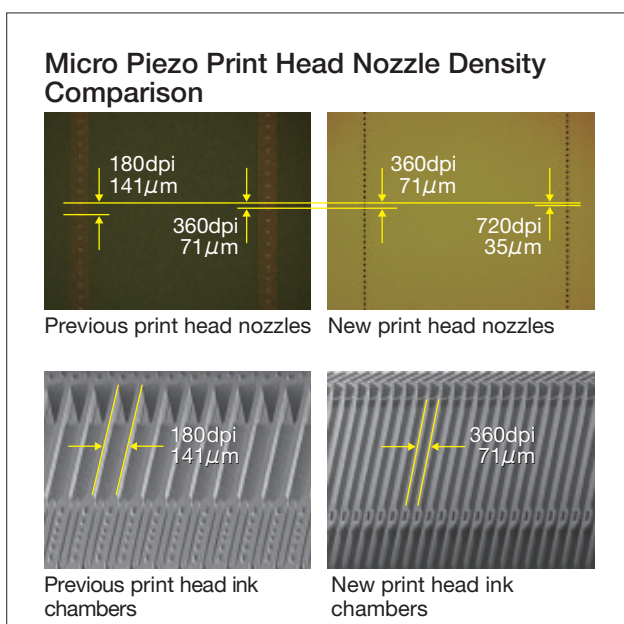 Micro Piezo Print Head Nozzle Density
Comparison
180dpi
141μm
360dpi
71μm
360dpi
71μm
720dpi
35μm
Previous print head nozzles
New print head nozzles
180dpi
141μm
360dpi
71μm
Previous print head ink
chambers
New print head ink
chambers